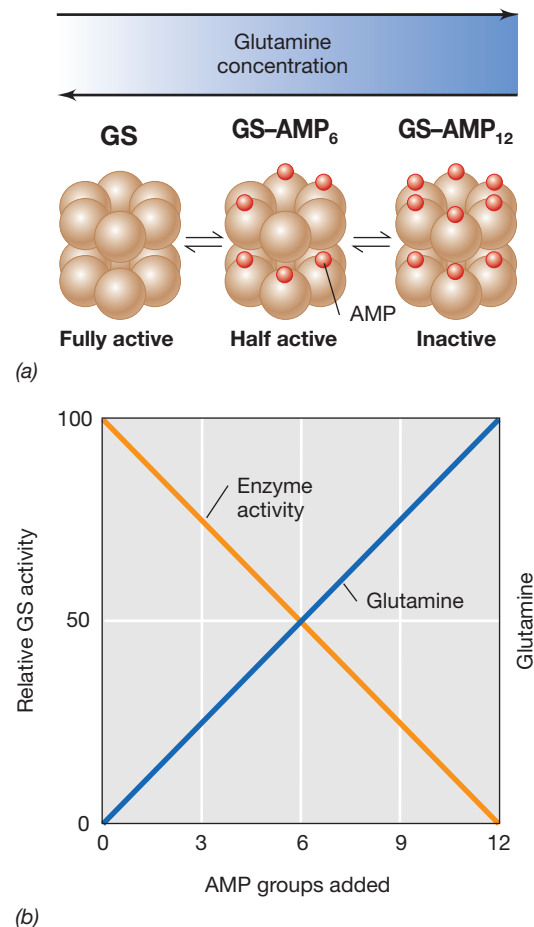 Glutamine
concentration
GS
GS–AMP₆
GS–AMP₁₂
AMP
Fully active
Half active
Inactive
(a)
100
Enzyme
activity
Glutamine
50
0
Relative GS activity
Glutamine
0 3 6 9 12
AMP groups added
(b)